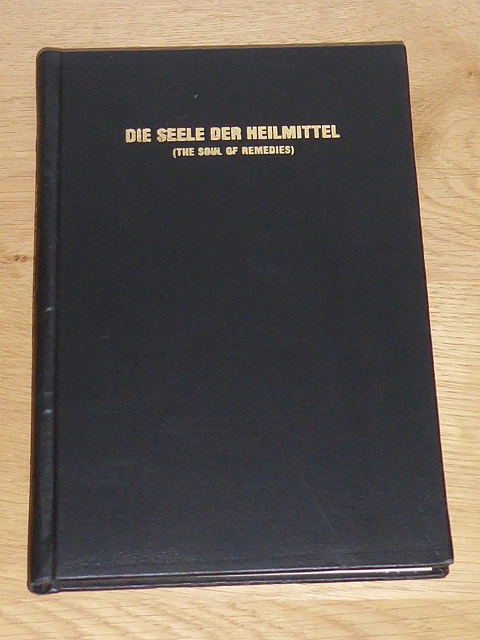 DIE SEELE DER HEILMITTEL
(THE SOUL OF REMEDIES)